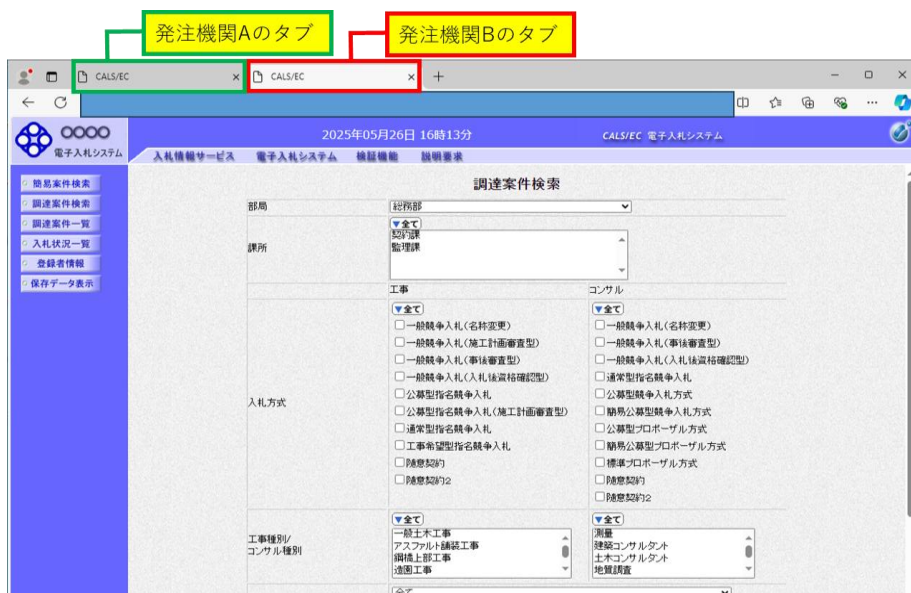 発注機関Aのタブ
発注機関Bのタブ
CALS/EC
CALS/EC
〇〇〇〇
電子入札システム
2025年05月26日 16時13分
CALS/EC 電子入札システム
入札情報サービス 電子入札システム 検証機能 説明要求
簡易案件検索
調達案件検索
調達案件一覧
入札状況一覧
登録者情報
保存データ表示
調達案件検索
部局
総務部
課所
▼全て
契約課
監理課
工事
コンサル
入札方式
▼全て
一般競争入札(名称変更)
一般競争入札(施工計画審査型)
一般競争入札(事後審査型)
一般競争入札(入札後資格確認型)
公募型指名競争入札
公募型指名競争入札(施工計画審査型)
通常型指名競争入札
工事希望型指名競争入札
随意契約
随意契約2
▼全て
一般競争入札(名称変更)
一般競争入札(事後審査型)
一般競争入札(入札後資格確認型)
通常型指名競争入札
公募型競争入札方式
簡易公募型競争入札方式
公募型プロポーザル方式
簡易公募型プロポーザル方式
標準プロポーザル方式
随意契約
随意契約2
工事種別/
コンサル種別
▼全て
一般土木工事
アスファルト舗装工事
鋼橋上部工事
造園工事
▼全て
測量
建築コンサルタント
土木コンサルタント
地質調査
全て